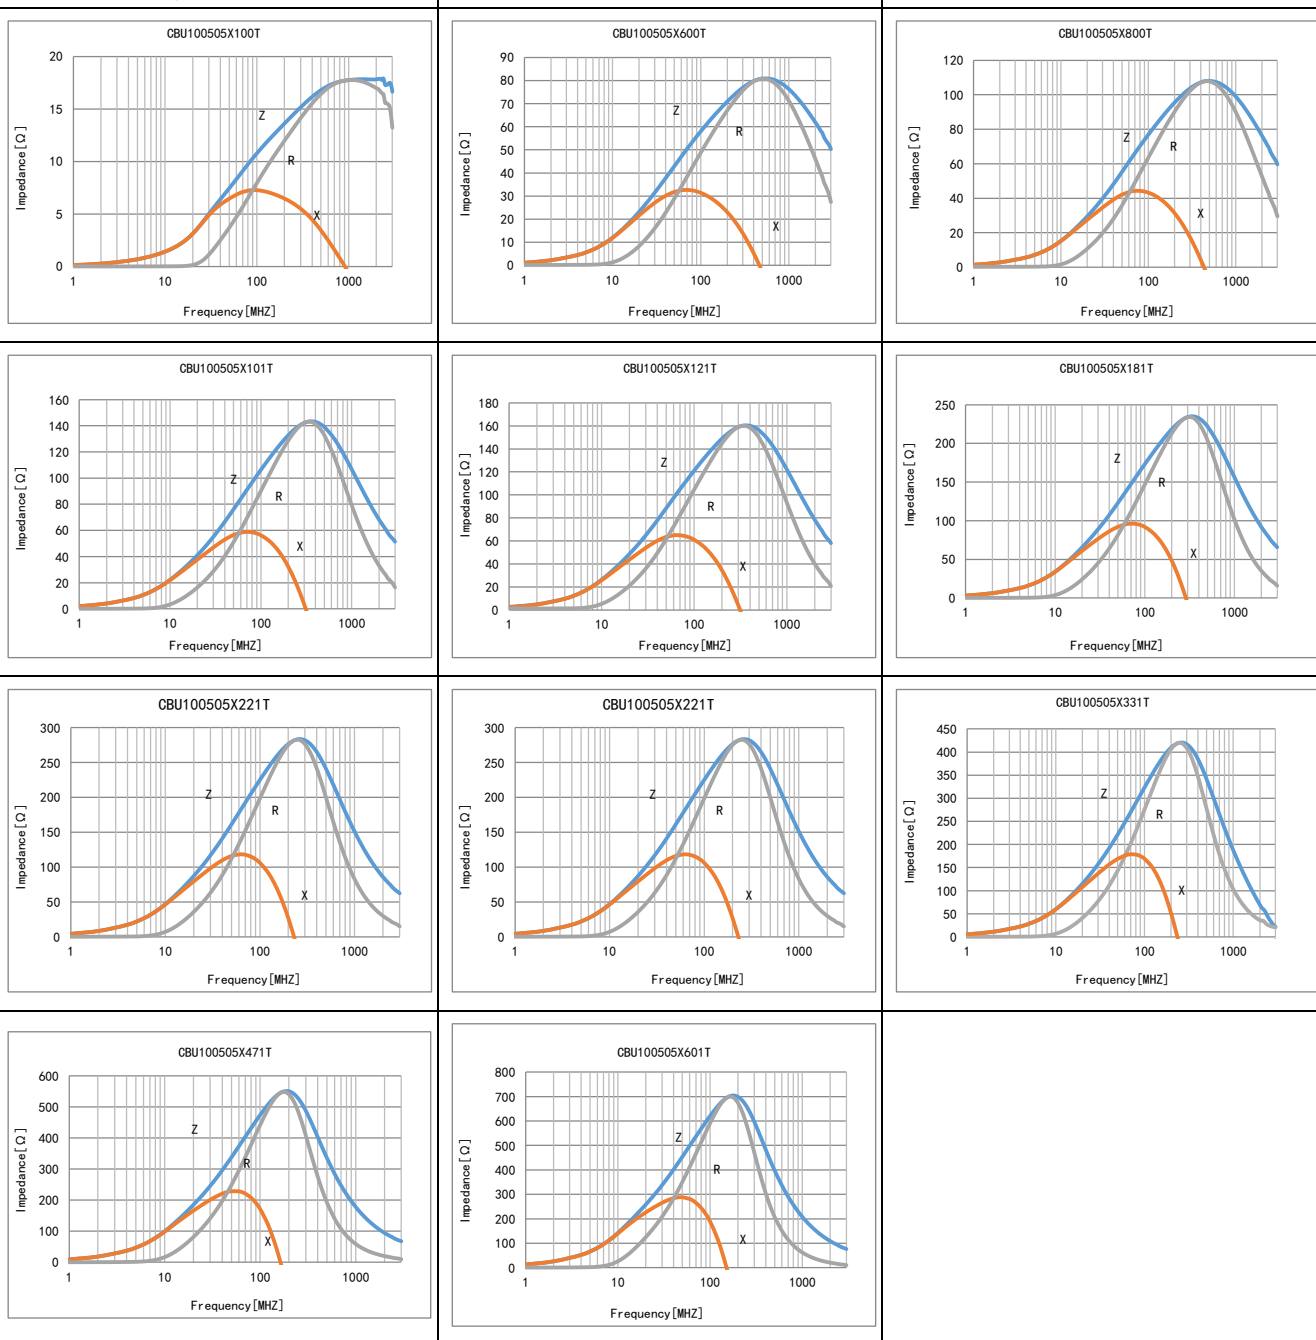 CBU100505X100T
20
15
10
5
0
Impedance[Ω]
Z
R
X
1 10 100 1000
Frequency[MHZ]
CBU100505X600T
90
80
70
60
50
40
30
20
10
0
Impedance[Ω]
Z
R
X
1 10 100 1000
Frequency[MHZ]
CBU100505X800T
120
100
80
60
40
20
0
Impedance[Ω]
Z
R
X
1 10 100 1000
Frequency[MHZ]
CBU100505X101T
160
140
120
100
80
60
40
20
0
Impedance[Ω]
Z
R
X
1 10 100 1000
Frequency[MHZ]
CBU100505X121T
180
160
140
120
100
80
60
40
20
0
Impedance[Ω]
Z
R
X
1 10 100 1000
Frequency[MHZ]
CBU100505X181T
250
200
150
100
50
0
Impedance[Ω]
Z
R
X
1 10 100 1000
Frequency[MHZ]
CBU100505X221T
300
250
200
150
100
50
0
Impedance[Ω]
Z
R
X
1 10 100 1000
Frequency[MHZ]
CBU100505X221T
300
250
200
150
100
50
0
Impedance[Ω]
Z
R
X
1 10 100 1000
Frequency[MHZ]
CBU100505X331T
450
400
350
300
250
200
150
100
50
0
Impedance[Ω]
Z
R
X
1 10 100 1000
Frequency[MHZ]
CBU100505X471T
600
500
400
300
200
100
0
Impedance[Ω]
Z
R
X
1 10 100 1000
Frequency[MHZ]
CBU100505X601T
800
700
600
500
400
300
200
100
0
Impedance[Ω]
Z
R
X
1 10 100 1000
Frequency[MHZ]